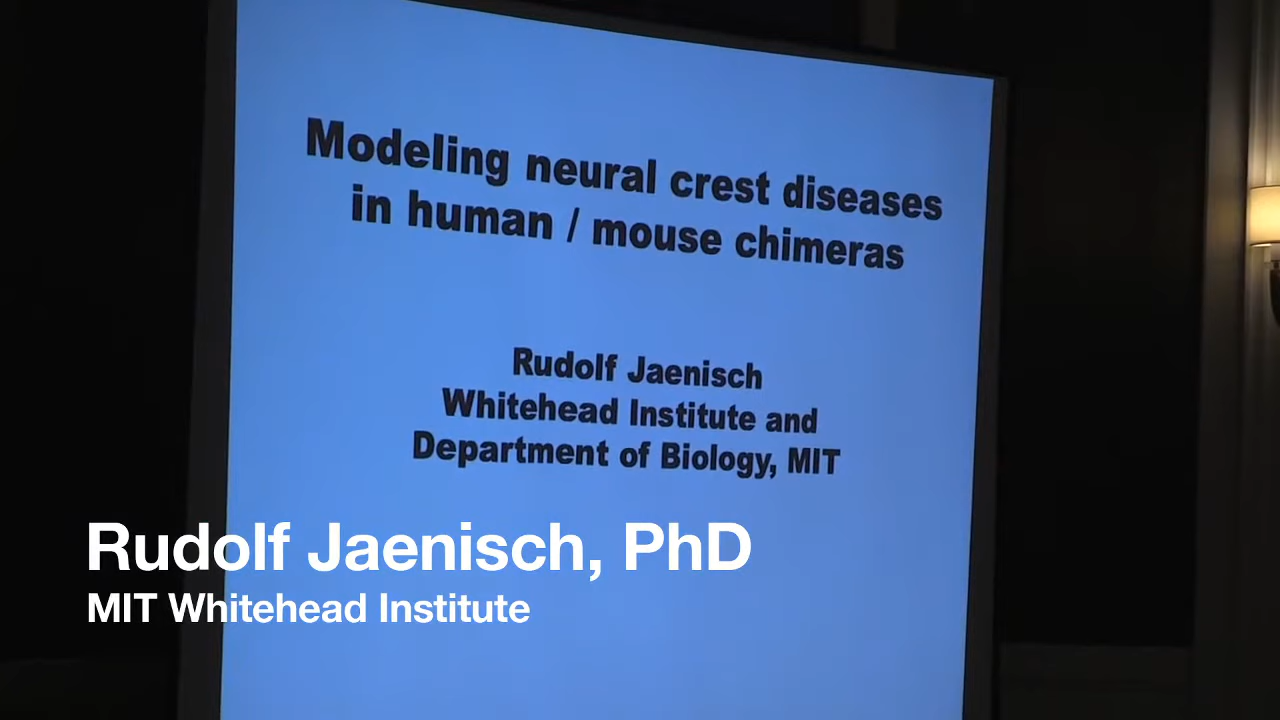 Modeling neural crest diseases
in human / mouse chimeras
Rudolf Jaenisch
Whitehead Institute and
Department of Biology, MIT
Rudolf Jaenisch, PhD
MIT Whitehead Institute